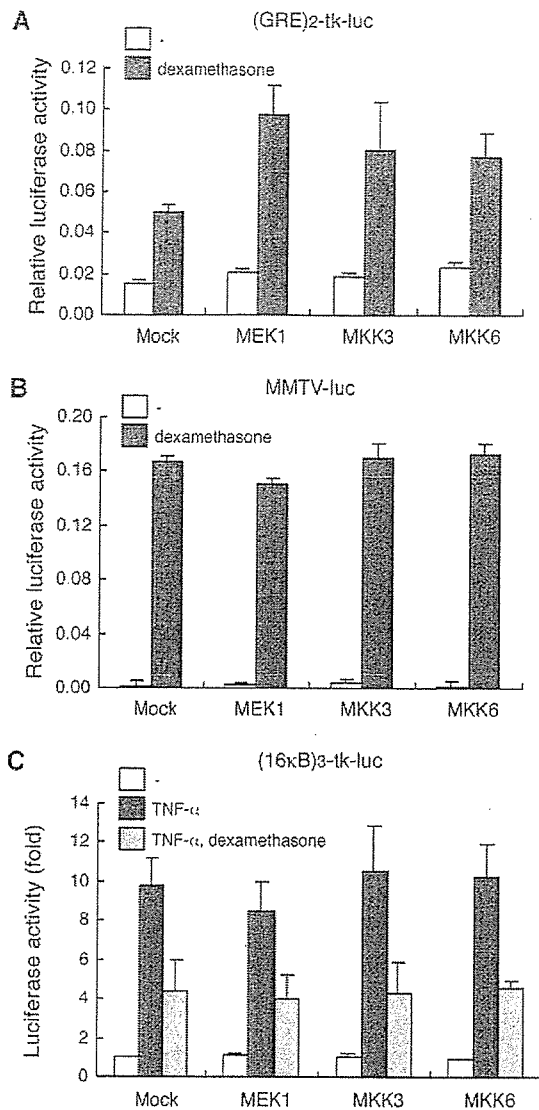 A
(GRE)2-tk-luc
-
dexamethasone
Relative luciferase activity
0.12
0.10
0.08
0.06
0.04
0.02
0.00
Mock
MEK1
MKK3
MKK6
B
MMTV-luc
-
dexamethasone
Relative luciferase activity
0.20
0.16
0.12
0.08
0.04
0.00
Mock
MEK1
MKK3
MKK6
C
(16κB)3-tk-luc
-
TNF-α
TNF-α, dexamethasone
Luciferase activity (fold)
14
12
10
8
6
4
2
0
Mock
MEK1
MKK3
MKK6